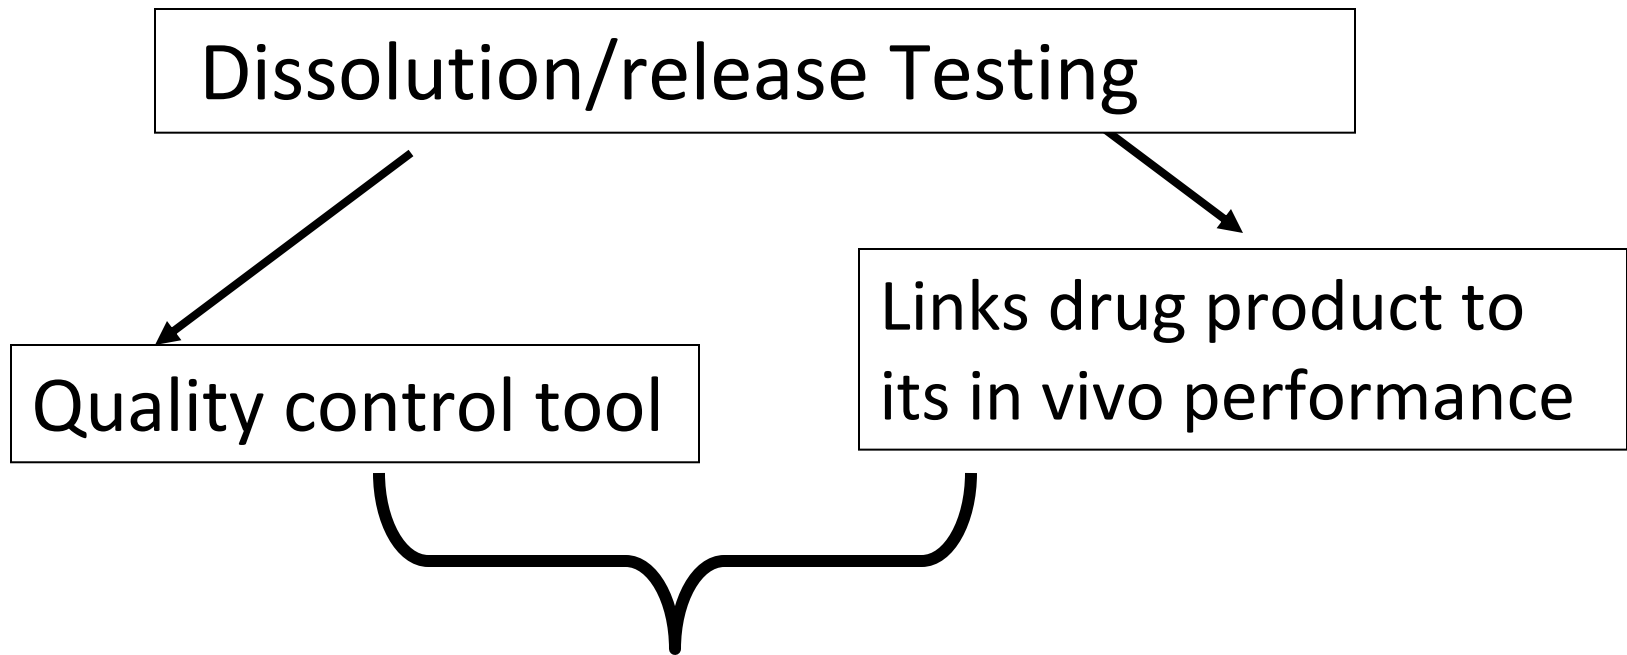 Dissolution/release Testing
Links drug product to
its in vivo performance
Quality control tool